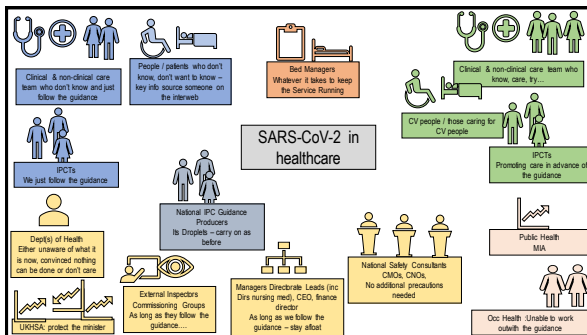 Clinical & non-clinical care
team who don't know and just
follow the guidance
People / patients who don't
know, don't want to know –
key info source someone on
the interweb
Bed Managers
Whatever it takes to keep
the Service Running
Clinical & non-clinical care team who
know, care, try…
CV people / those caring for
CV people
SARS-CoV-2 in
healthcare
IPCTs
We just follow the guidance
IPCTs
Promoting care in advance of
the guidance
National IPC Guidance
Producers
Its Droplets – carry on as
before
Dept(s) of Health
Either unaware of what it
is now, convinced nothing
can be done or don't care
UKHSA: protect the minister
External Inspectors
Commissioning Groups
As long as they follow the
guidance….
Managers Directorate Leads (inc
Dirs nursing med), CEO, finance
director
As long as we follow the
guidance – stay afloat
National Safety Consultants
CMOs, CNOs,
No additional precautions
needed
Public Health
MIA
Occ Health :Unable to work
outwith the guidance